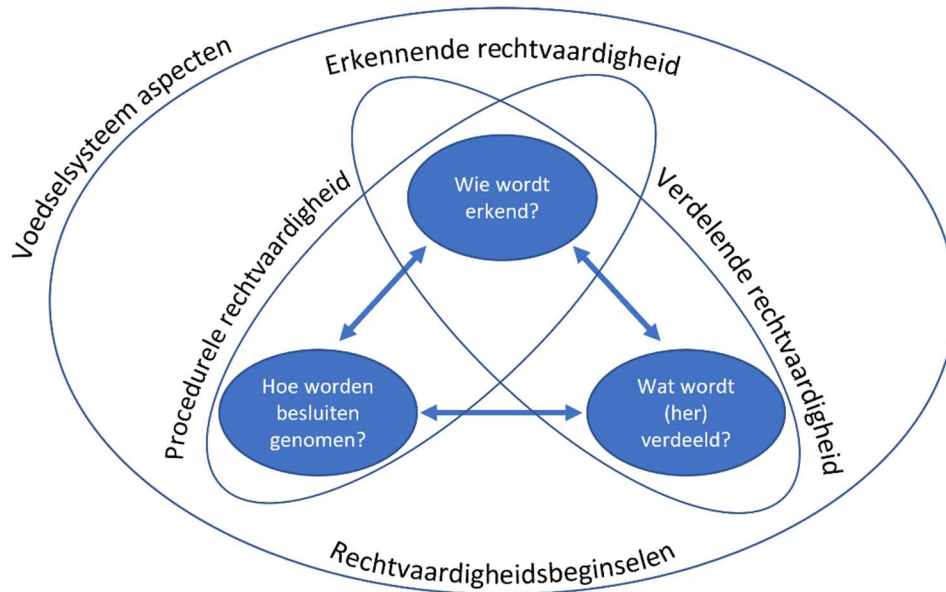 Voedselsysteem aspecten
Erkennende rechtvaardigheid
Procedurele rechtvaardigheid
Verdelende rechtvaardigheid
Wie wordt
erkend?
Hoe worden
besluiten
genomen?
Wat wordt
(her)
verdeeld?
Rechtvaardigheidsbeginselen